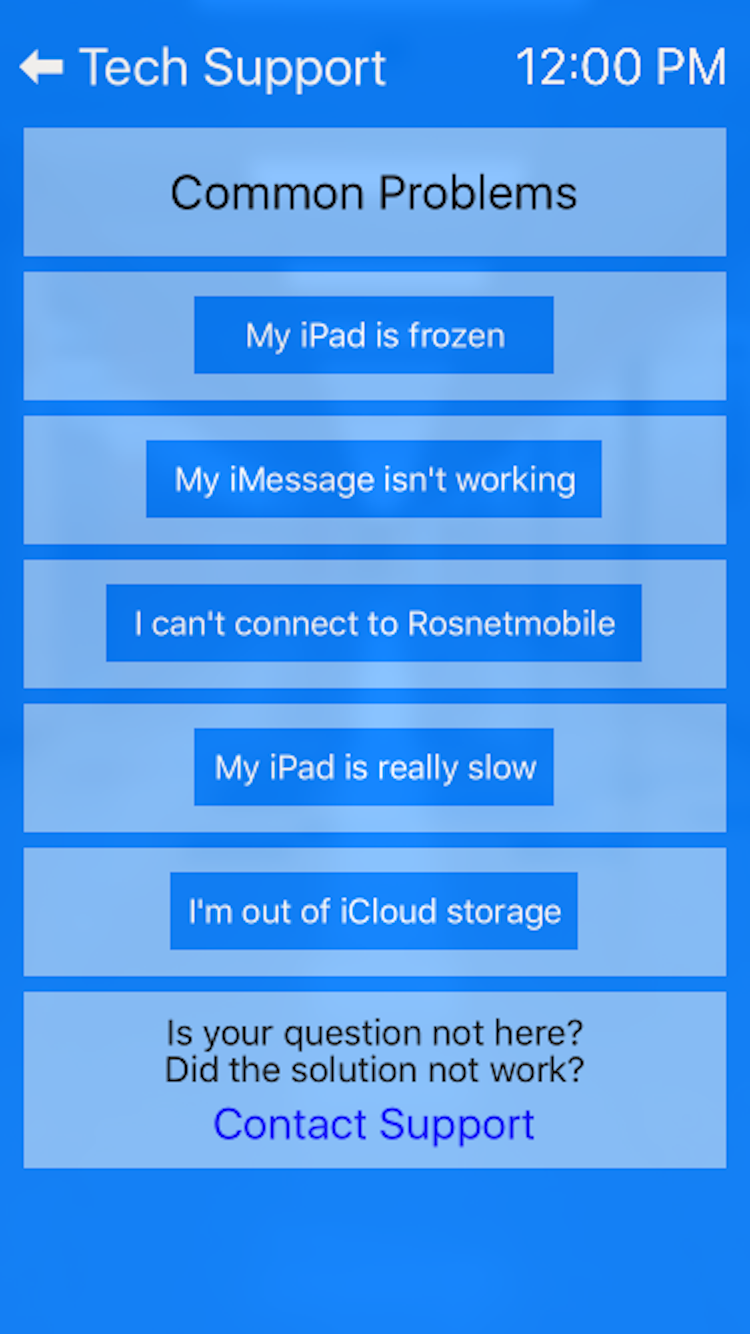 Tech Support 12:00 PM
Common Problems
My iPad is frozen
My iMessage isn't working
I can't connect to Rosnetmobile
My iPad is really slow
I'm out of iCloud storage
Is your question not here?
Did the solution not work?
Contact Support